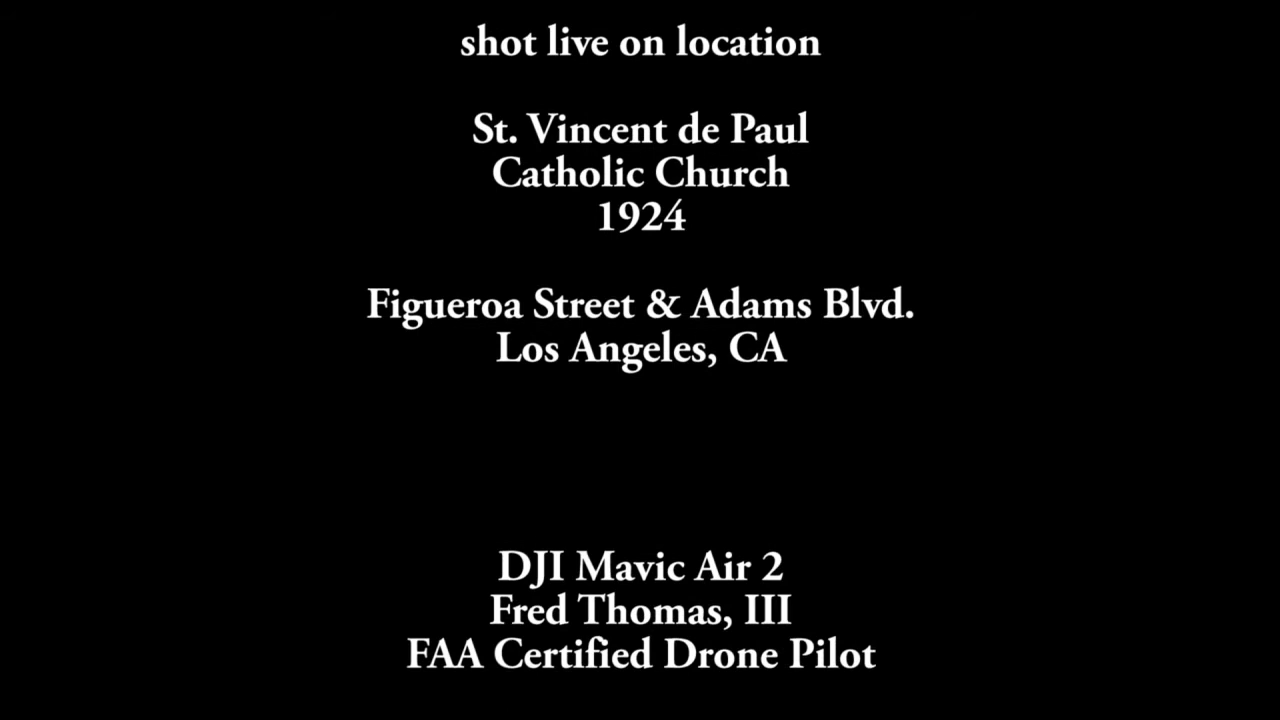 shot live on location
St. Vincent de Paul
Catholic Church
1924
Figueroa Street & Adams Blvd.
Los Angeles, CA
DJI Mavic Air 2
Fred Thomas, III
FAA Certified Drone Pilot